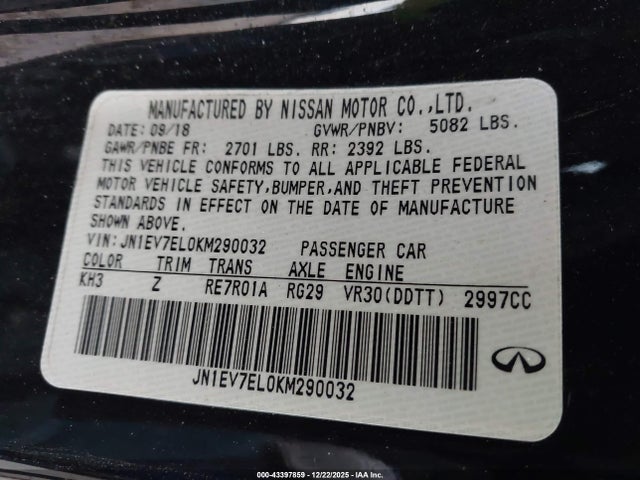 MANUFACTURED BY NISSAN MOTOR CO.,LTD.
DATE: 09/18 GVWR/PNBV: 5082 LBS.
GAWR/PNBE FR: 2701 LBS. RR: 2392 LBS.
THIS VEHICLE CONFORMS TO ALL APPLICABLE FEDERAL
MOTOR VEHICLE SAFETY,BUMPER,AND THEFT PREVENTION
STANDARDS IN EFFECT ON THE DATE OF MANUFACTURE
SHOWN ABOVE.
VIN: JN1EV7EL0KM290032 PASSENGER CAR
COLOR TRIM TRANS AXLE ENGINE
KH3 Z RE7R01A RG29 VR30(DDTT) 2997CC
JN1EV7EL0KM290032
INFINITI
000-43397859 - 12/22/2025 - IAA Inc.